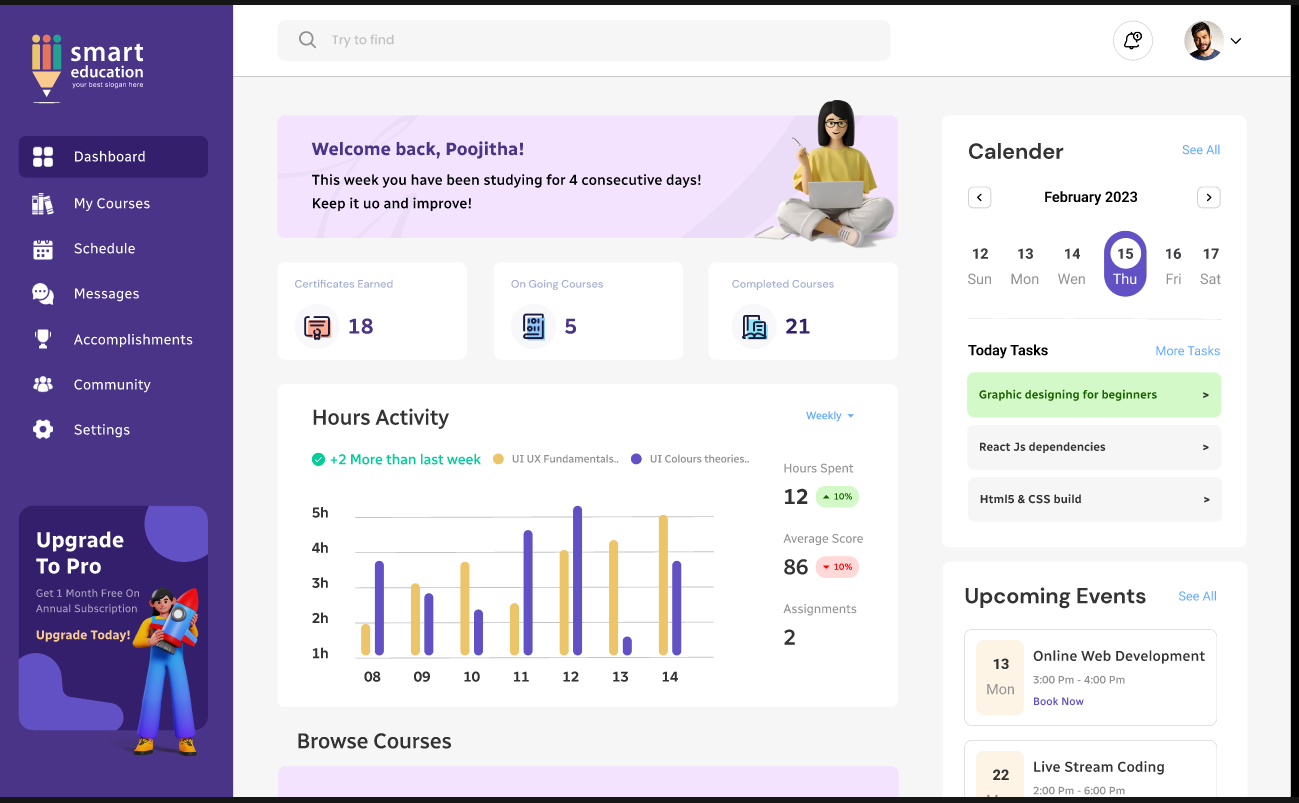 smart
education
your best slogan here
Dashboard
My Courses
Schedule
Messages
Accomplishments
Community
Settings
Upgrade
To Pro
Get 1 Month Free On
Annual Subscription
Upgrade Today!
Try to find
Welcome back, Poojitha!
This week you have been studying for 4 consecutive days!
Keep it uo and improve!
Certificates Earned
18
On Going Courses
5
Completed Courses
21
Hours Activity
Weekly
+2 More than last week
UI UX Fundamentals..
UI Colours theories..
5h
4h
3h
2h
1h
08 09 10 11 12 13 14
Hours Spent
12 10%
Average Score
86 10%
Assignments
2
Browse Courses
Calender
See All
< February 2023 >
12 13 14 15 16 17
Sun Mon Wen Thu Fri Sat
Today Tasks
More Tasks
Graphic designing for beginners >
React Js dependencies >
Html5 & CSS build >
Upcoming Events
See All
13
Mon
Online Web Development
3:00 Pm - 4:00 Pm
Book Now
22
Live Stream Coding
2:00 Pm - 6:00 Pm